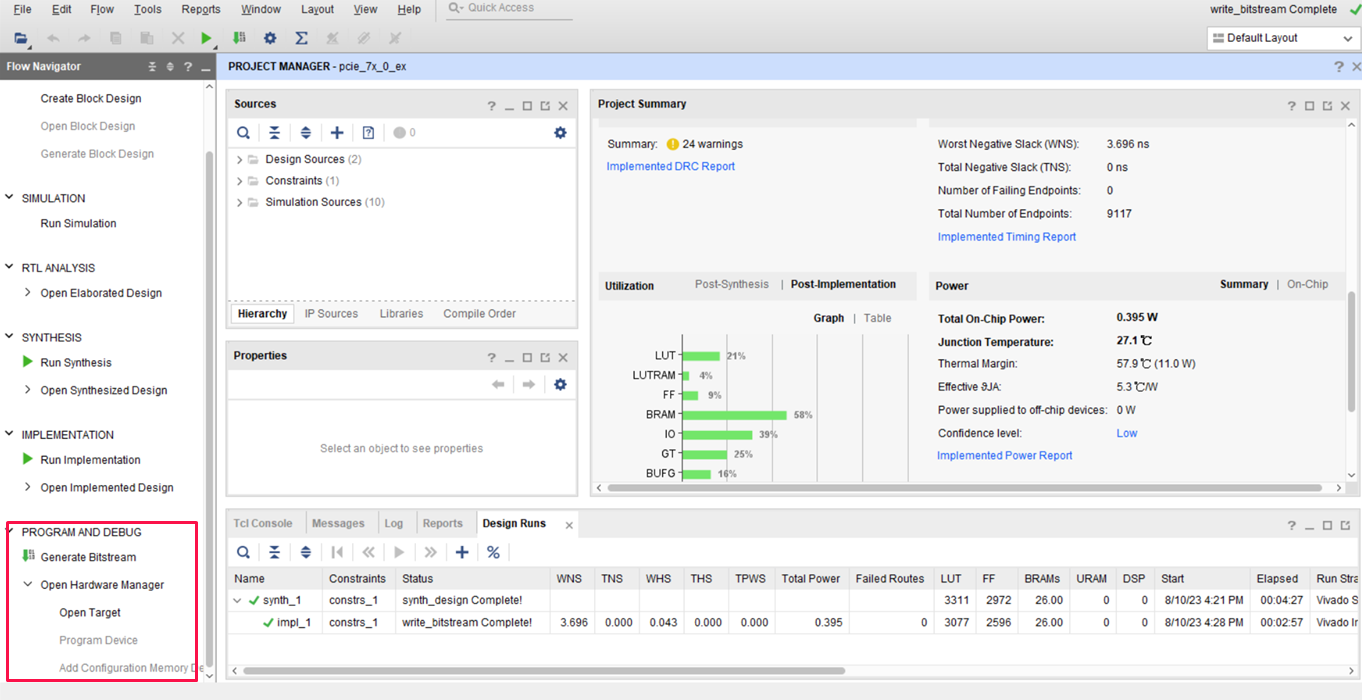 File Edit Flow Tools Reports Window Layout View Help Quick Access write_bitstream Complete
Default Layout
Flow Navigator
Create Block Design
Open Block Design
Generate Block Design
SIMULATION
Run Simulation
RTL ANALYSIS
Open Elaborated Design
SYNTHESIS
Run Synthesis
Open Synthesized Design
IMPLEMENTATION
Run Implementation
Open Implemented Design
PROGRAM AND DEBUG
Generate Bitstream
Open Hardware Manager
Open Target
Program Device
Add Configuration Memory De
PROJECT MANAGER - pcie_7x_0_ex
Sources
0
Design Sources (2)
Constraints (1)
Simulation Sources (10)
Hierarchy IP Sources Libraries Compile Order
Properties
Select an object to see properties
Project Summary
Summary: 24 warnings
Implemented DRC Report
Worst Negative Slack (WNS): 3.696 ns
Total Negative Slack (TNS): 0 ns
Number of Failing Endpoints: 0
Total Number of Endpoints: 9117
Implemented Timing Report
Utilization Post-Synthesis | Post-Implementation
Graph | Table
LUT 21%
LUTRAM 4%
FF 9%
BRAM 58%
IO 39%
GT 25%
BUFG 16%
Power Summary | On-Chip
Total On-Chip Power: 0.395 W
Junction Temperature: 27.1 ℃
Thermal Margin: 57.9 ℃ (11.0 W)
Effective ϑJA: 5.3 ℃/W
Power supplied to off-chip devices: 0 W
Confidence level: Low
Implemented Power Report
Tcl Console Messages Log Reports Design Runs
Name Constraints Status WNS TNS WHS THS TPWS Total Power Failed Routes LUT FF BRAMs URAM DSP Start Elapsed Run Stra
synth_1 constrs_1 synth_design Complete! 3311 2972 26.00 0 0 8/10/23 4:21 PM 00:04:27 Vivado S
impl_1 constrs_1 write_bitstream Complete! 3.696 0.000 0.043 0.000 0.000 0.395 0 3077 2596 26.00 0 0 8/10/23 4:28 PM 00:02:57 Vivado In